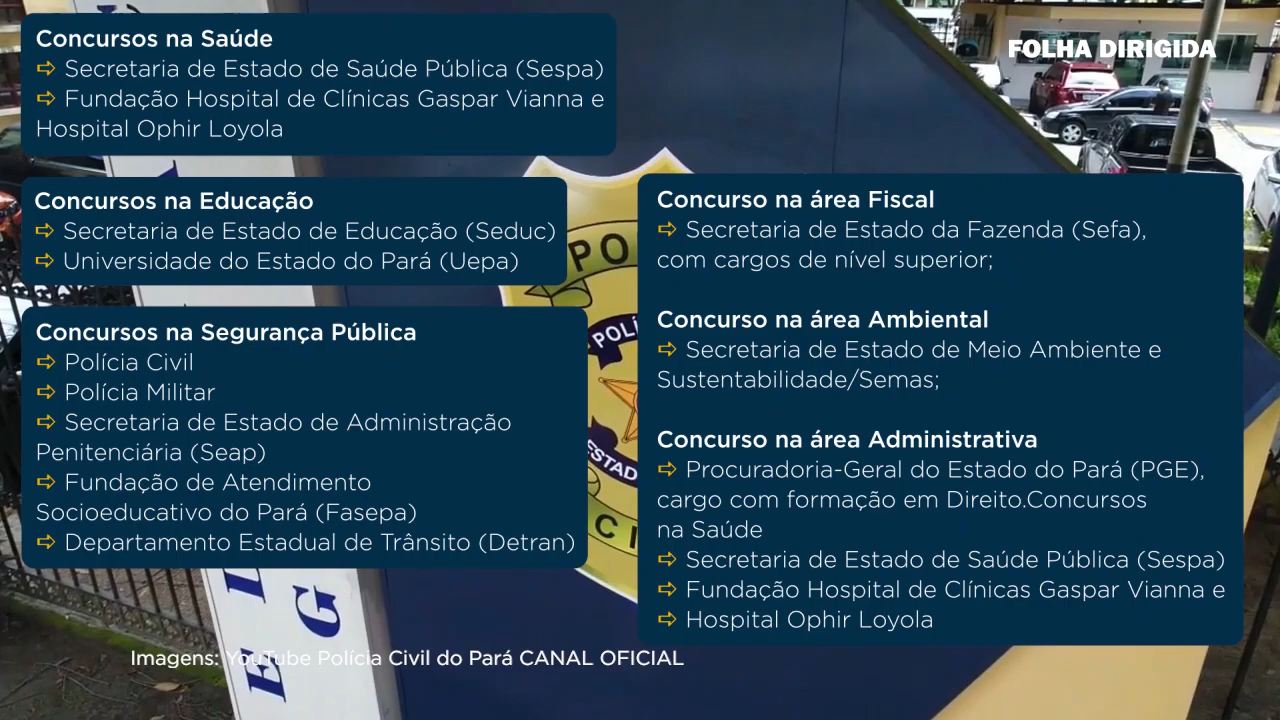 Concursos na Saúde
⇨ Secretaria de Estado de Saúde Pública (Sespa)
⇨ Fundação Hospital de Clínicas Gaspar Vianna e
Hospital Ophir Loyola
FOLHA DIRIGIDA
Concursos na Educação
⇨ Secretaria de Estado de Educação (Seduc)
⇨ Universidade do Estado do Pará (Uepa)
Concursos na Segurança Pública
⇨ Polícia Civil
⇨ Polícia Militar
⇨ Secretaria de Estado de Administração
Penitenciária (Seap)
⇨ Fundação de Atendimento
Socioeducativo do Pará (Fasepa)
⇨ Departamento Estadual de Trânsito (Detran)
Concurso na área Fiscal
⇨ Secretaria de Estado da Fazenda (Sefa),
com cargos de nível superior;
Concurso na área Ambiental
⇨ Secretaria de Estado de Meio Ambiente e
Sustentabilidade/Semas;
Concurso na área Administrativa
⇨ Procuradoria-Geral do Estado do Pará (PGE),
cargo com formação em Direito.Concursos
na Saúde
⇨ Secretaria de Estado de Saúde Pública (Sespa)
⇨ Fundação Hospital de Clínicas Gaspar Vianna e
⇨ Hospital Ophir Loyola
Imagens: YouTube Polícia Civil do Pará CANAL OFICIAL